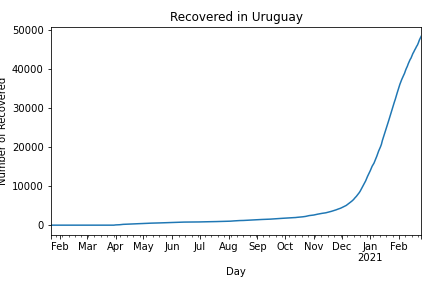 Recovered in Uruguay
Number of Recovered
50000
40000
30000
20000
10000
0
Feb Mar Apr May Jun Jul Aug Sep Oct Nov Dec Jan Feb
2021
Day